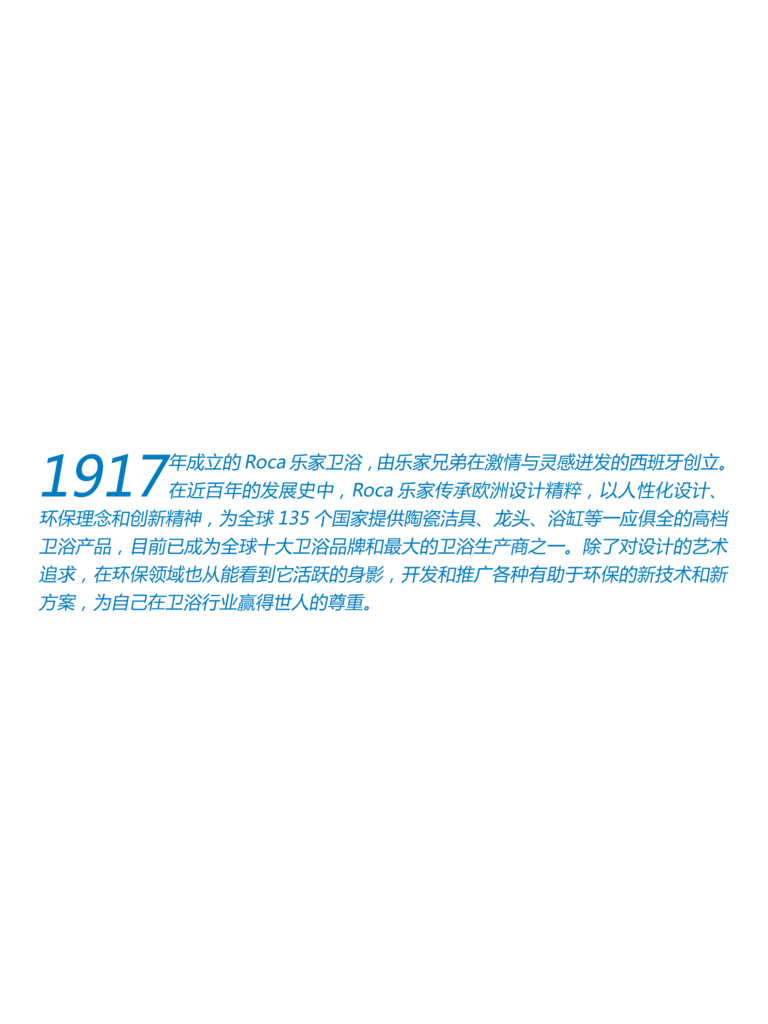 1917年成立的 Roca 乐家卫浴，由乐家兄弟在激情与灵感迸发的西班牙创立。
在近百年的发展史中，Roca 乐家传承欧洲设计精粹，以人性化设计、
环保理念和创新精神，为全球 135 个国家提供陶瓷洁具、龙头、浴缸等一应俱全的高档
卫浴产品，目前已成为全球十大卫浴品牌和最大的卫浴生产商之一。除了对设计的艺术
追求，在环保领域也从能看到它活跃的身影，开发和推广各种有助于环保的新技术和新
方案，为自己在卫浴行业赢得世人的尊重。